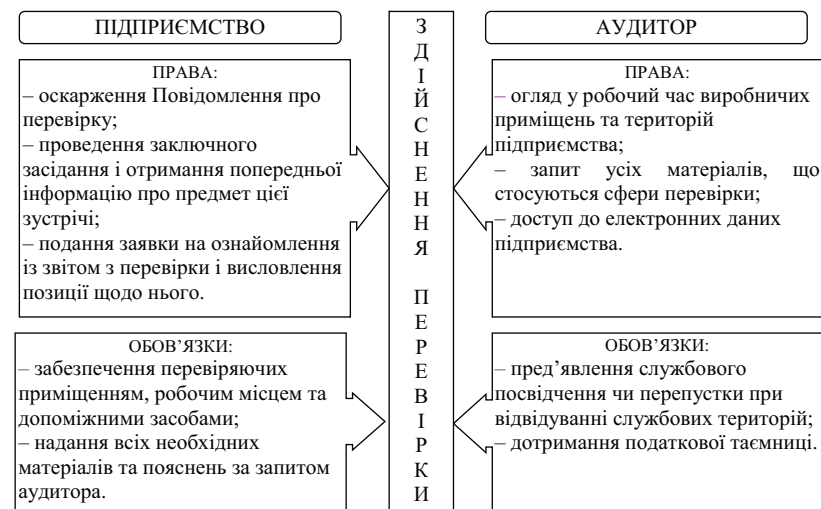 ПІДПРИЄМСТВО
ПРАВА:
– оскарження Повідомлення про
перевірку;
– проведення заключного
засідання і отримання попередньої
інформацію про предмет цієї
зустрічі;
– подання заявки на ознайомлення
із звітом з перевірки і висловлення
позиції щодо нього.
ОБОВ’ЯЗКИ:
– забезпечення перевіряючих
приміщенням, робочим місцем та
допоміжними засобами;
– надання всіх необхідних
матеріалів та пояснень за запитом
аудитора.
ЗДІЙСНЕННЯ ПЕРЕВІРКИ
АУДИТОР
ПРАВА:
– огляд у робочий час виробничих
приміщень та територій
підприємства;
– запит усіх матеріалів, що
стосуються сфери перевірки;
– доступ до електронних даних
підприємства.
ОБОВ’ЯЗКИ:
– пред’явлення службового
посвідчення чи перепустки при
відвідуванні службових територій;
– дотримання податкової таємниці.